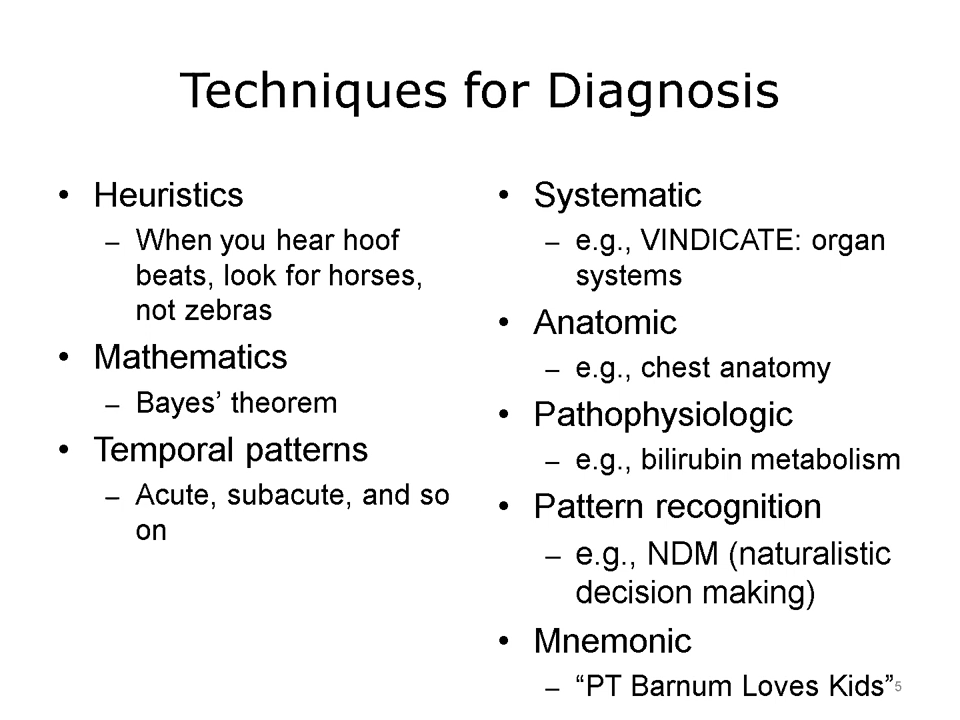 Techniques for Diagnosis
• Heuristics
– When you hear hoof
beats, look for horses,
not zebras
• Mathematics
– Bayes’ theorem
• Temporal patterns
– Acute, subacute, and so
on
• Systematic
– e.g., VINDICATE: organ
systems
• Anatomic
– e.g., chest anatomy
• Pathophysiologic
– e.g., bilirubin metabolism
• Pattern recognition
– e.g., NDM (naturalistic
decision making)
• Mnemonic
– “PT Barnum Loves Kids”
5